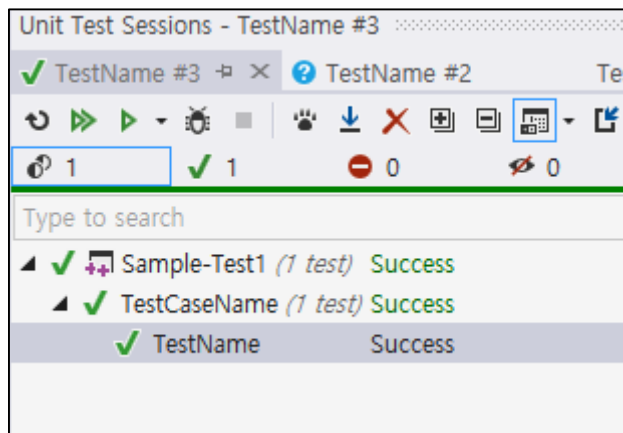 Unit Test Sessions - TestName #3
TestName #3 TestName #2 Te
1 1 0 0
Type to search
Sample-Test1 (1 test) Success
TestCaseName (1 test) Success
TestName Success